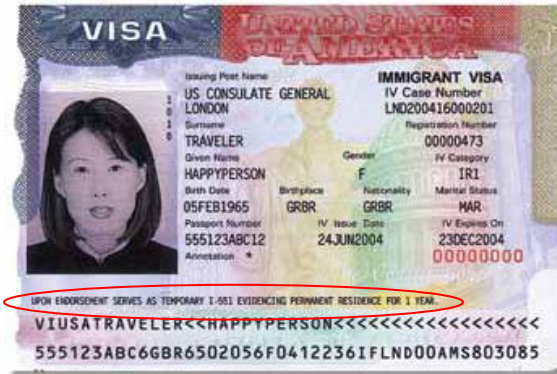 VISA UNITED STATES OF AMERICA
Issuing Post Name
US CONSULATE GENERAL
LONDON
IMMIGRANT VISA
IV Case Number
LND200416000201
Surname
TRAVELER
Registration Number
00000473
Given Name
HAPPYPERSON
Gender
F
IV Category
IR1
Birth Date
05FEB1965
Birthplace
GRBR
Nationality
GRBR
Marital Status
MAR
Passport Number
555123ABC12
IV Issue Date
24JUN2004
IV Expires On
23DEC2004
Annotation *
00000000
UPON ENDORSEMENT SERVES AS TEMPORARY I-551 EVIDENCING PERMANENT RESIDENCE FOR 1 YEAR.
VIUSATRAVELER<<HAPPYPERSON<<<<<<<<<<<<<<<<<<
555123ABC6GBR6502056F0412236IFLND00AMS803085